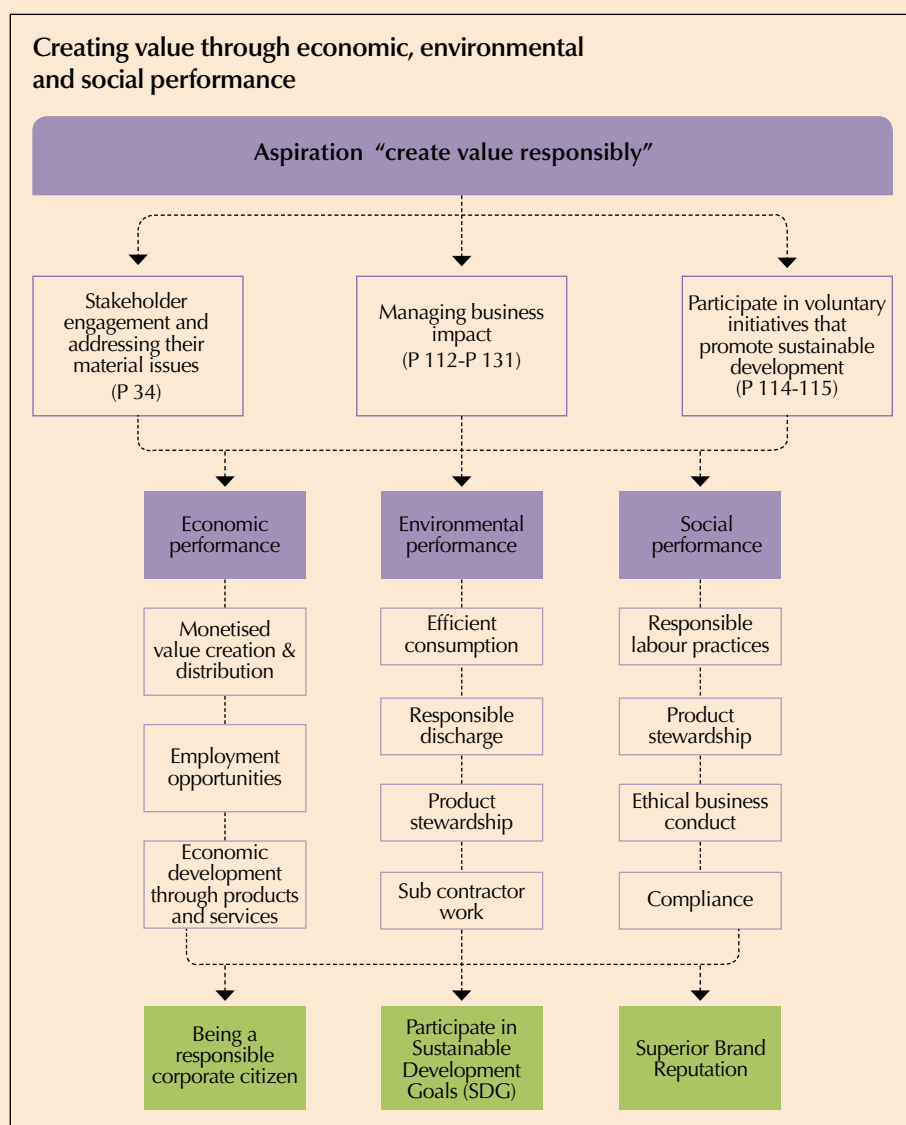 Creating value through economic, environmental
and social performance
Aspiration “create value responsibly”
Stakeholder
engagement and
addressing their
material issues
(P 34)
Managing business
impact
(P 112-P 131)
Participate in voluntary
initiatives that
promote sustainable
development
(P 114-115)
Economic
performance
Environmental
performance
Social
performance
Monetised
value creation &
distribution
Employment
opportunities
Economic
development
through products
and services
Efficient
consumption
Responsible
discharge
Product
stewardship
Sub contractor
work
Responsible
labour practices
Product
stewardship
Ethical business
conduct
Compliance
Being a
responsible
corporate citizen
Participate in
Sustainable
Development
Goals (SDG)
Superior Brand
Reputation